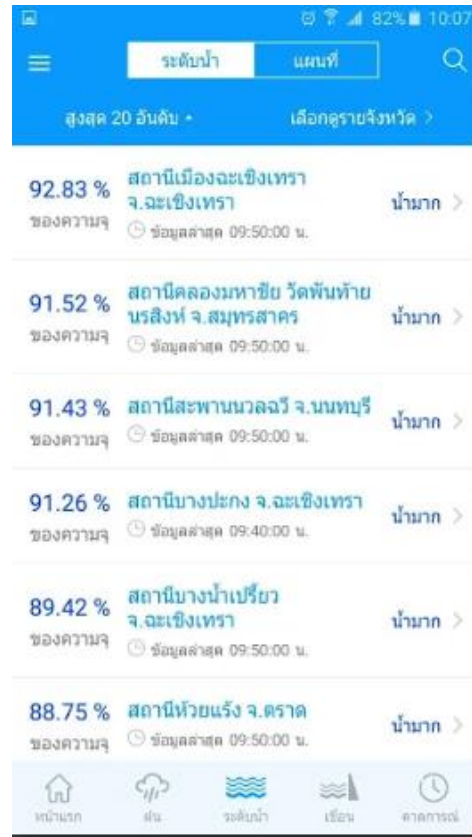 82% 10:07
ระดับน้ำ แผนที่
สูงสุด 20 อันดับ เลือกดูรายจังหวัด >
92.83 % สถานีเมืองฉะเชิงเทรา
จ.ฉะเชิงเทรา น้ำมาก >
ของความจุ ข้อมูลล่าสุด 09:50:00 น.
91.52 % สถานีคลองมหาชัย วัดพันท้าย
นรสิงห์ จ.สมุทรสาคร น้ำมาก >
ของความจุ ข้อมูลล่าสุด 09:50:00 น.
91.43 % สถานีสะพานนวลฉวี จ.นนทบุรี น้ำมาก >
ของความจุ ข้อมูลล่าสุด 09:50:00 น.
91.26 % สถานีบางปะกง จ.ฉะเชิงเทรา น้ำมาก >
ของความจุ ข้อมูลล่าสุด 09:40:00 น.
89.42 % สถานีบางน้ำเปรี้ยว
จ.ฉะเชิงเทรา น้ำมาก >
ของความจุ ข้อมูลล่าสุด 09:50:00 น.
88.75 % สถานีห้วยแร้ง จ.ตราด น้ำมาก >
ของความจุ ข้อมูลล่าสุด 09:50:00 น.
หน้าแรก ฝน ระดับน้ำ เขื่อน คาดการณ์